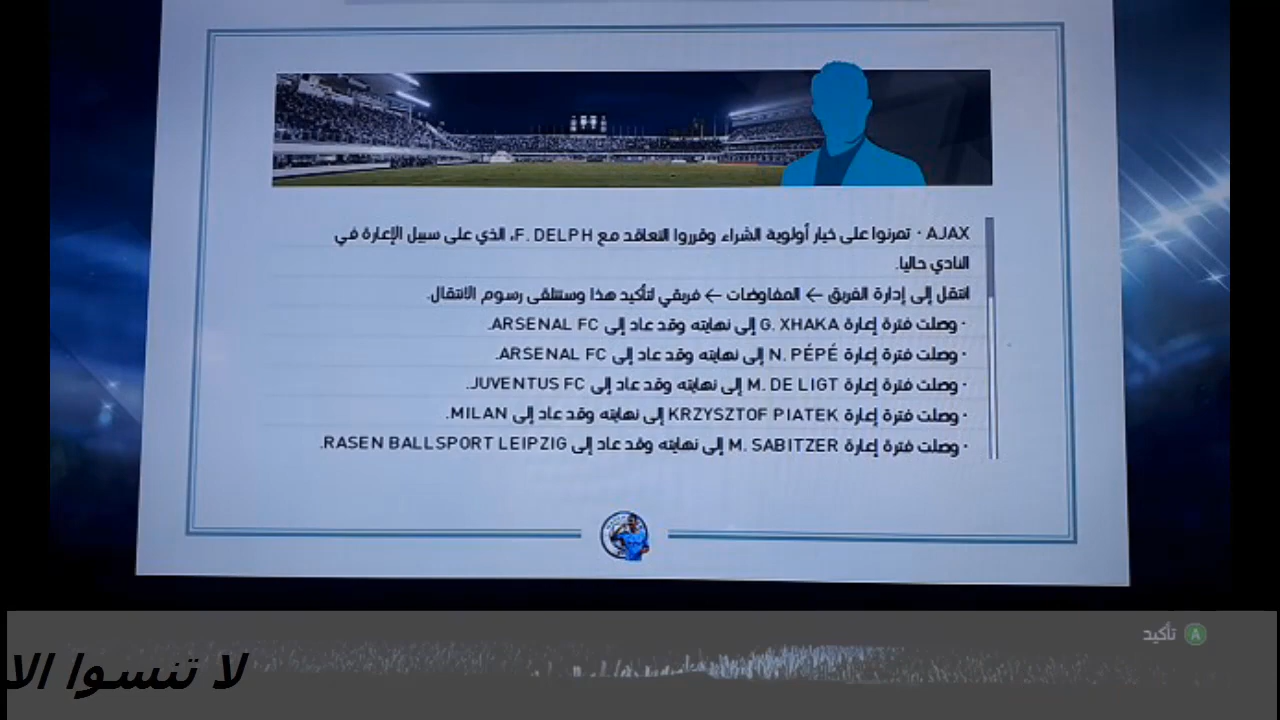 AJAX · تمرنوا على خيار أولوية الشراء وقرروا التعاقد مع F. DELPH، الذي على سبيل الإعارة في
النادي حاليا.
انتقل إلى إدارة الفريق ← المفاوضات ← فريقي لتأكيد هذا وستتلقى رسوم الانتقال.
· وصلت فترة إعارة G. XHAKA إلى نهايته وقد عاد إلى ARSENAL FC.
· وصلت فترة إعارة N. PÉPÉ إلى نهايته وقد عاد إلى ARSENAL FC.
· وصلت فترة إعارة M. DE LIGT إلى نهايته وقد عاد إلى JUVENTUS FC.
· وصلت فترة إعارة KRZYSZTOF PIATEK إلى نهايته وقد عاد إلى MILAN.
· وصلت فترة إعارة M. SABITZER إلى نهايته وقد عاد إلى RASEN BALLSPORT LEIPZIG.
A تأكيد
لا تنسوا الا